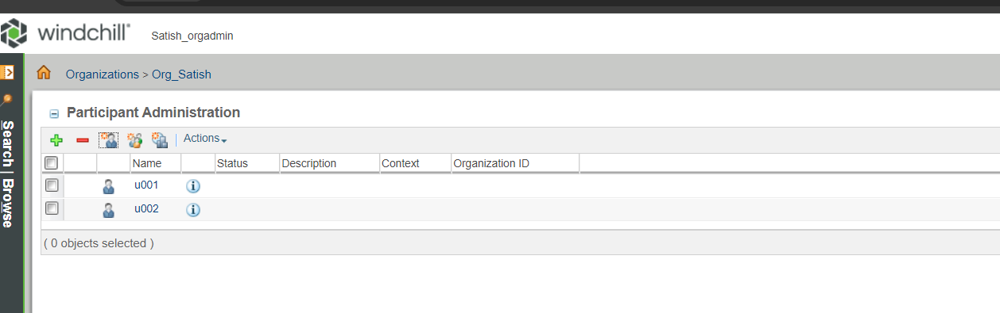 windchill® Satish_orgadmin
Organizations > Org_Satish
Search | Browse
Participant Administration
Actions
Name Status Description Context Organization ID
u001
u002
( 0 objects selected )